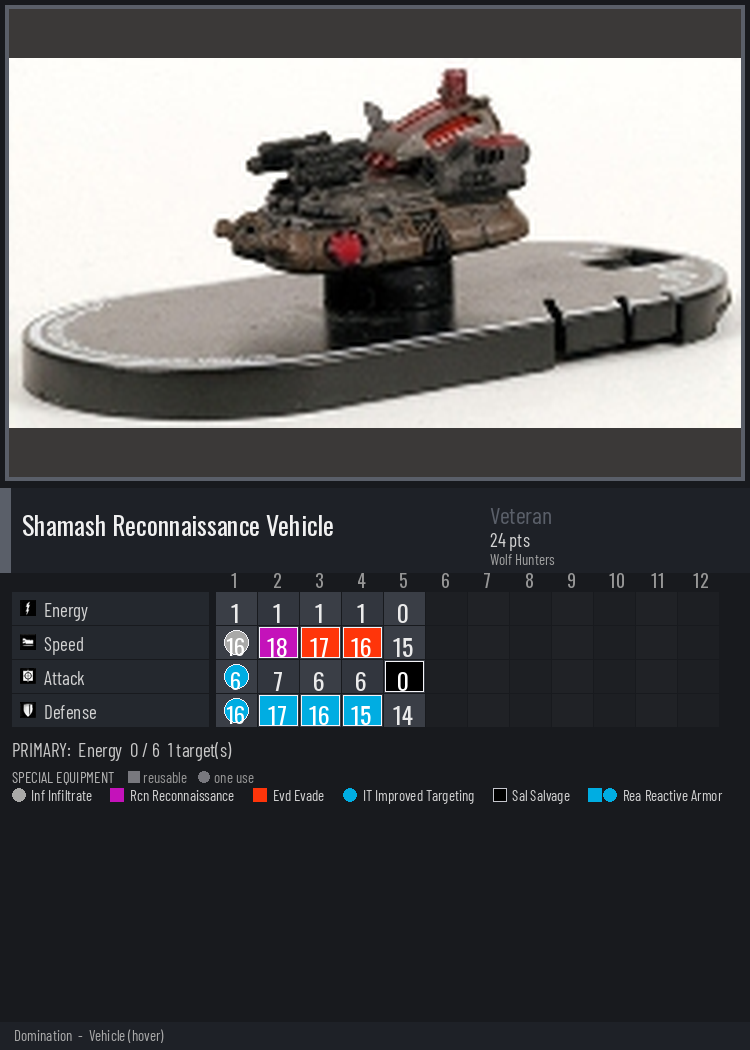 Shamash Reconnaissance Vehicle
Veteran
24 pts
Wolf Hunters
1 2 3 4 5 6 7 8 9 10 11 12
Energy 1 1 1 1 0
Speed 16 18 17 16 15
Attack 6 7 6 6 0
Defense 16 17 16 15 14
PRIMARY: Energy 0 / 6 1 target(s)
SPECIAL EQUIPMENT reusable one use
Inf Infiltrate Rcn Reconnaissance Evd Evade IT Improved Targeting Sal Salvage Rea Reactive Armor
Domination - Vehicle (hover)